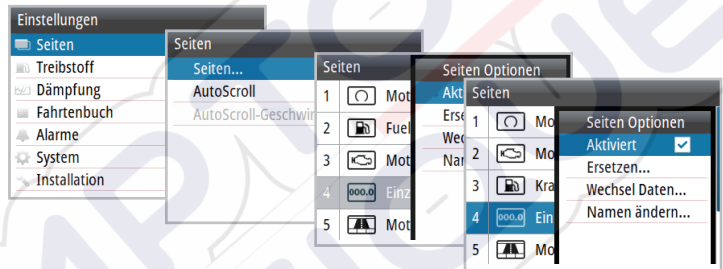 Einstellungen
Seiten
Treibstoff
Dämpfung
Fahrtenbuch
Alarme
System
Installation
Seiten
Seiten...
AutoScroll
AutoScroll-Geschwin
Seiten
1 Mot
2 Fuel
3 Mot
4 000.0 Einz
5 Mot
Seiten Optionen
Akt
Erse
Wec
Nar
Seiten
1 Mo
2 Mo
3 Kra
4 000.0 Ein
5 Mo
Seiten Optionen
Aktiviert
Ersetzen...
Wechsel Daten...
Namen ändern...